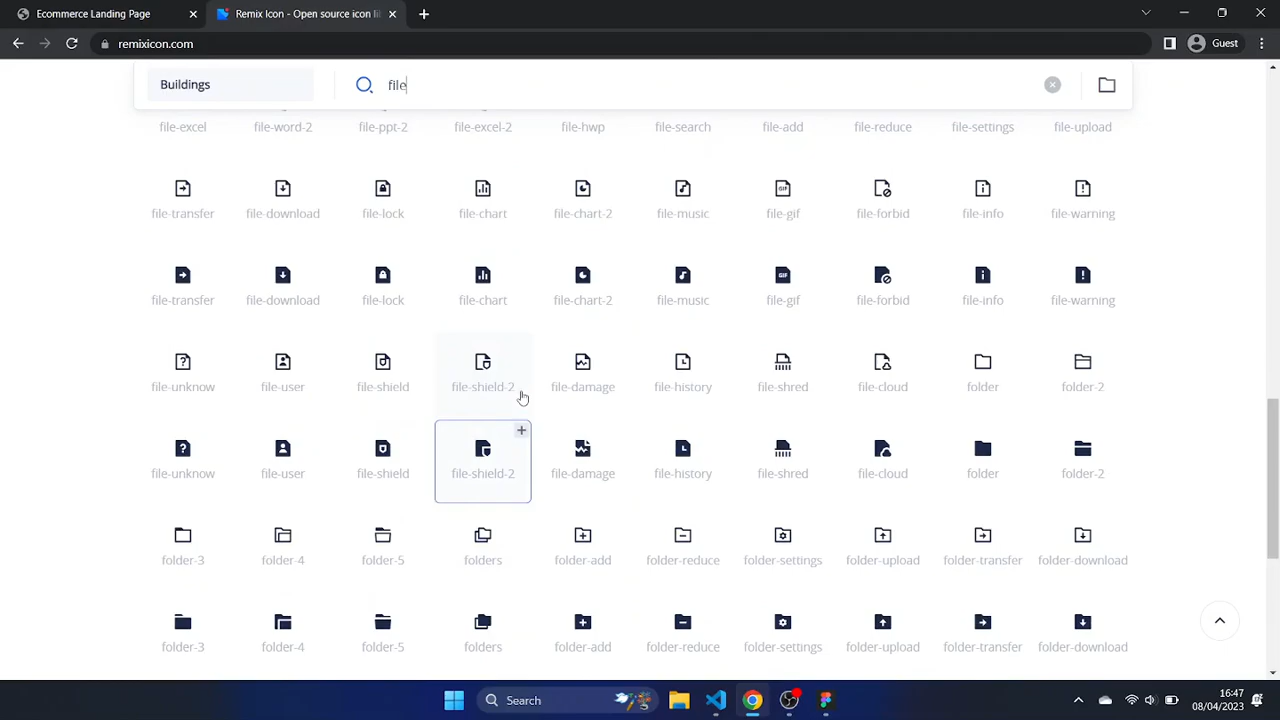 Ecommerce Landing Page
Remix Icon - Open source icon li
remixicon.com
Guest
Buildings
file
file-excel file-word-2 file-ppt-2 file-excel-2 file-hwp file-search file-add file-reduce file-settings file-upload
GIF
file-transfer file-download file-lock file-chart file-chart-2 file-music file-gif file-forbid file-info file-warning
GIF
file-transfer file-download file-lock file-chart file-chart-2 file-music file-gif file-forbid file-info file-warning
file-unknow file-user file-shield file-shield-2 file-damage file-history file-shred file-cloud folder folder-2
file-unknow file-user file-shield file-shield-2 file-damage file-history file-shred file-cloud folder folder-2
folder-3 folder-4 folder-5 folders folder-add folder-reduce folder-settings folder-upload folder-transfer folder-download
folder-3 folder-4 folder-5 folders folder-add folder-reduce folder-settings folder-upload folder-transfer folder-download
Search
16:47
08/04/2023